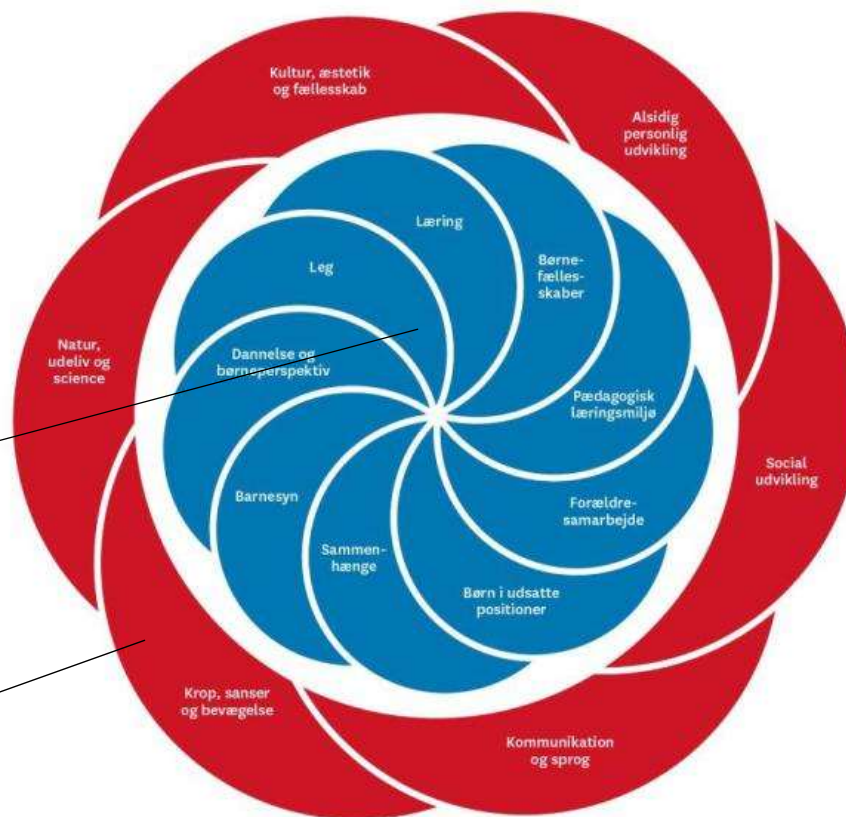 Kultur, æstetik
og fællesskab
Alsidig
personlig
udvikling
Læring
Børne-
fælles-
skaber
Leg
Natur,
udeliv og
science
Dannelse og
børneperspektiv
Pædagogisk
læringsmiljø
Social
udvikling
Barnesyn
Forældre-
samarbejde
Sammen-
hænge
Børn i udsatte
positioner
Krop, sanser
og bevægelse
Kommunikation
og sprog